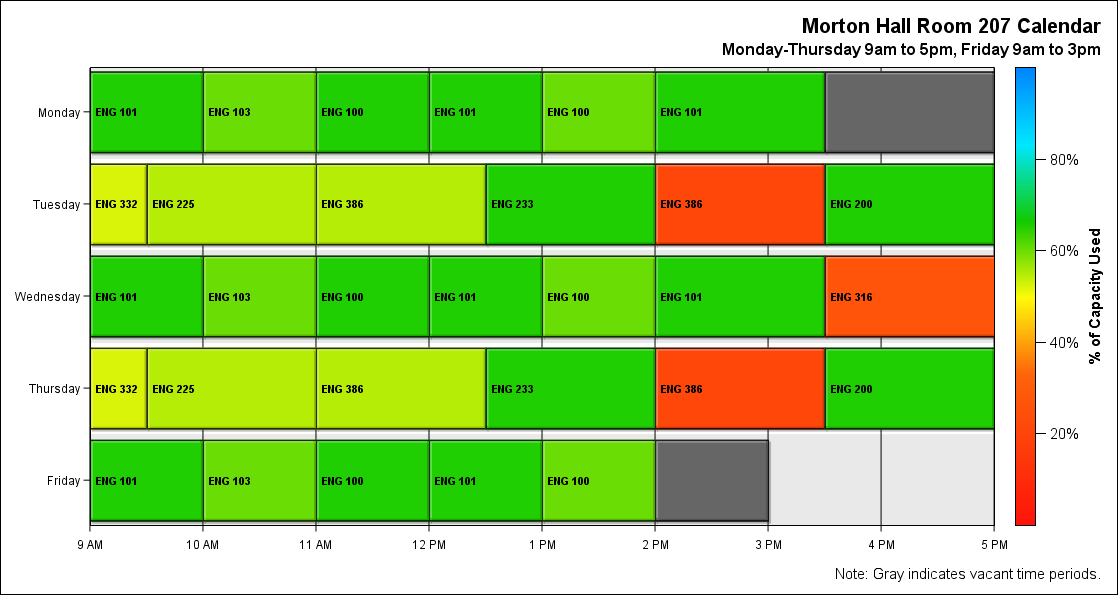 Morton Hall Room 207 Calendar
Monday-Thursday 9am to 5pm, Friday 9am to 3pm
Monday
ENG 101 ENG 103 ENG 100 ENG 101 ENG 100 ENG 101
Tuesday
ENG 332 ENG 225 ENG 386 ENG 233 ENG 386 ENG 200
Wednesday
ENG 101 ENG 103 ENG 100 ENG 101 ENG 100 ENG 101 ENG 316
Thursday
ENG 332 ENG 225 ENG 386 ENG 233 ENG 386 ENG 200
Friday
ENG 101 ENG 103 ENG 100 ENG 101 ENG 100
9 AM 10 AM 11 AM 12 PM 1 PM 2 PM 3 PM 4 PM 5 PM
80%
60%
40%
20%
% of Capacity Used
Note: Gray indicates vacant time periods.